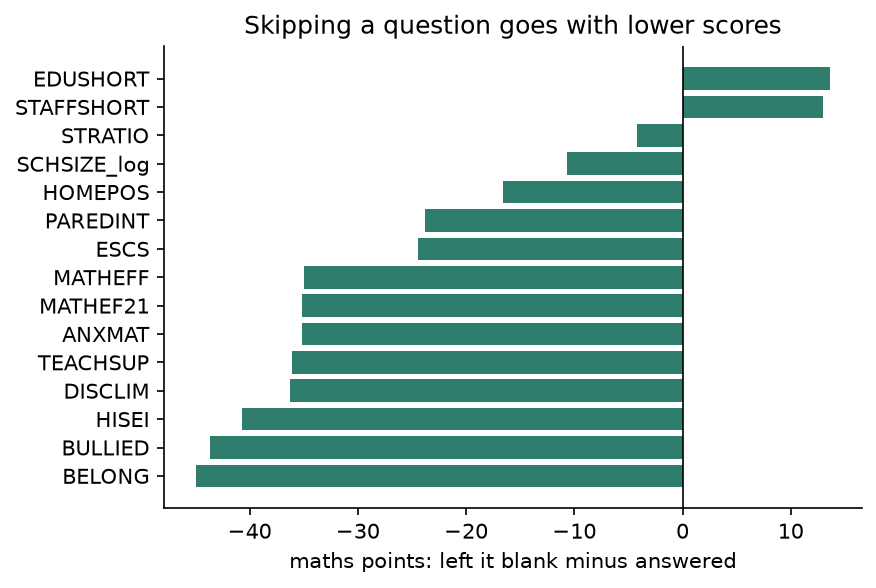 Skipping a question goes with lower scores
EDUSHORT
STAFFSHORT
STRATIO
SCHSIZE_log
HOMEPOS
PAREDINT
ESCS
MATHEFF
MATHEF21
ANXMAT
TEACHSUP
DISCLIM
HISEI
BULLIED
BELONG
−40 −30 −20 −10 0 10
maths points: left it blank minus answered